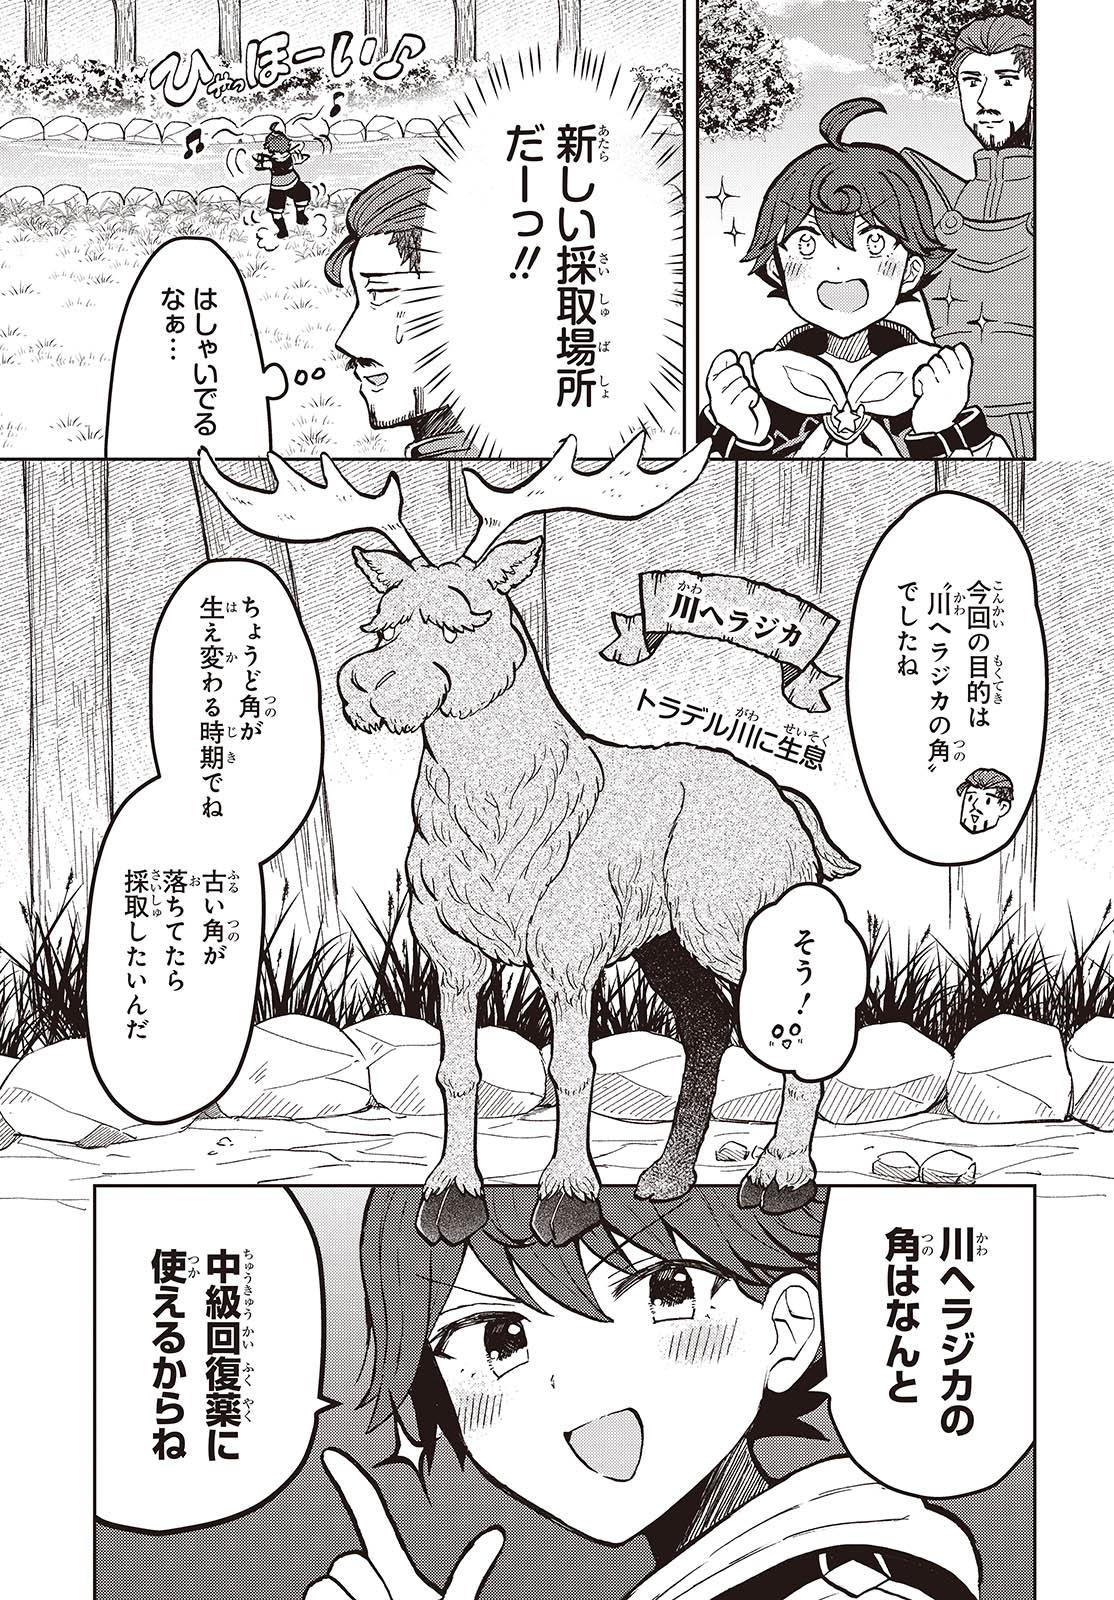 新しい採取場所
だーっ!!
ひゃっほーい♪
はしゃいでる
なぁ…
今回の目的は
"川ヘラジカの角"
でしたね
川ヘラジカ
トラデル川に生息
そう!
ちょうど角が
生え変わる時期でね
古い角が
落ちてたら
採取したいんだ
川ヘラジカの
角はなんと
中級回復薬に
使えるからね